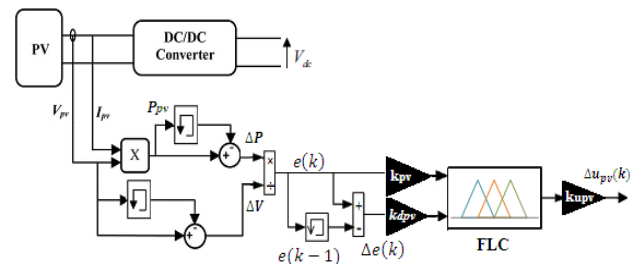 PV
DC/DC
Converter
V_dc
V_pv
I_pv
P_pv
X
ΔP
+ -
×
÷
ΔV
+ -
e(k)
e(k − 1)
+
-
Δe(k)
kpv
kdpv
FLC
kupv
Δu_pv(k)